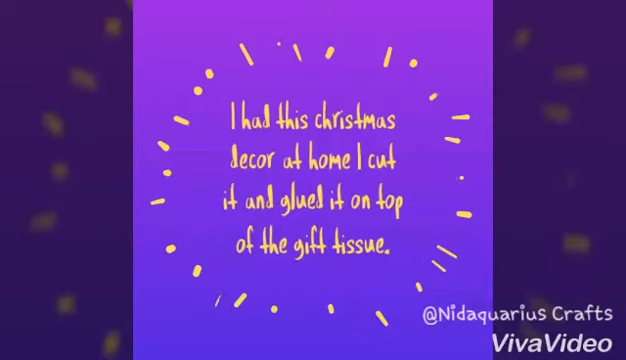 I had this christmas
decor at home I cut
it and glued it on top
of the gift tissue.
@Nidaquarius Crafts
VivaVideo